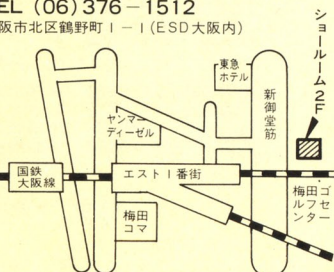 EL (06)376−1512
阪市北区鶴野町1−1(ESD大阪内)
ショールーム2F
東急
ホテル
新御堂筋
ヤンマー
ディーゼル
国鉄
大阪線
エスト1番街
梅田
コマ
梅田ゴ
ルフセ
ンター